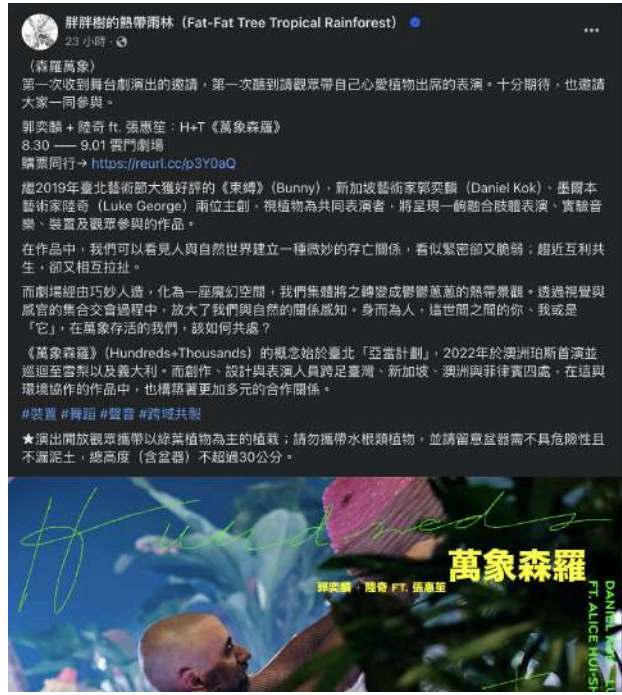 胖胖樹的熱帶雨林（Fat-Fat Tree Tropical Rainforest）
23 小時 ·
（森羅萬象）
第一次收到舞台劇演出的邀請，第一次聽到請觀眾帶自己心愛植物出席的表演。十分期待，也邀請
大家一同參與。
郭奕麟 + 陸奇 ft. 張惠笙：H+T《萬象森羅》
8.30 —— 9.01 雲門劇場
購票同行→ https://reurl.cc/p3Y0aQ
繼2019年臺北藝術節大獲好評的《束縛》（Bunny），新加坡藝術家郭奕麟（Daniel Kok）、墨爾本
藝術家陸奇（Luke George）兩位主創，視植物為共同表演者，將呈現一齣融合肢體表演、實驗音
樂、裝置及觀眾參與的作品。
在作品中，我們可以看見人與自然世界建立一種微妙的存亡關係，看似緊密卻又脆弱；趨近互利共
生，卻又相互拉扯。
而劇場經由巧妙人造，化為一座魔幻空間，我們集體將之轉變成鬱鬱蔥蔥的熱帶景觀。透過視覺與
感官的集合交會過程中，放大了我們與自然的關係感知。身而為人，這世間之間的你、我或是
「它」，在萬象存活的我們，該如何共處？
《萬象森羅》（Hundreds+Thousands）的概念始於臺北「亞當計劃」，2022年於澳洲珀斯首演並
巡迴至雪梨以及義大利。而創作、設計與表演人員跨足臺灣、新加坡、澳洲與菲律賓四處，在這與
環境協作的作品中，也構築著更加多元的合作關係。
#裝置 #舞蹈 #聲音 #跨域共製
★演出開放觀眾攜帶以綠葉植物為主的植栽；請勿攜帶水根類植物，並請留意盆器需不具危險性且
不漏泥土，總高度（含盆器）不超過30公分。
Hundreds
萬象森羅
郭奕麟 + 陸奇 FT. 張惠笙
DANIEL KOK
FT. ALICE HUI-S